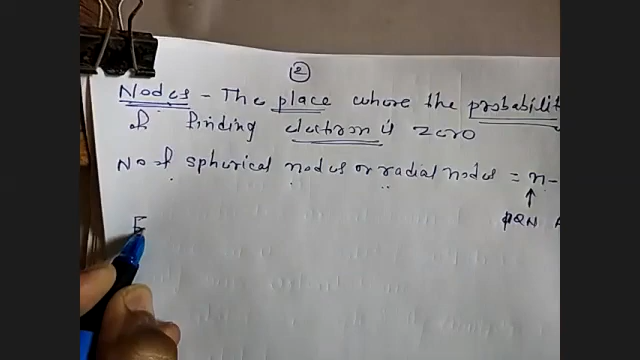 2
Nodes - The place where the probabilit
of finding electron is zero
No of spherical nodes or radial nodes = n-
PQN A
E